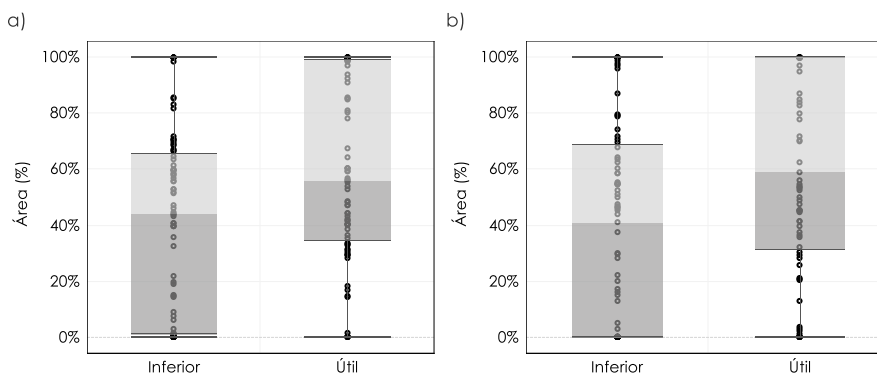 a)
Área (%)
100%
80%
60%
40%
20%
0%
Inferior
Útil
b)
Área (%)
100%
80%
60%
40%
20%
0%
Inferior
Útil